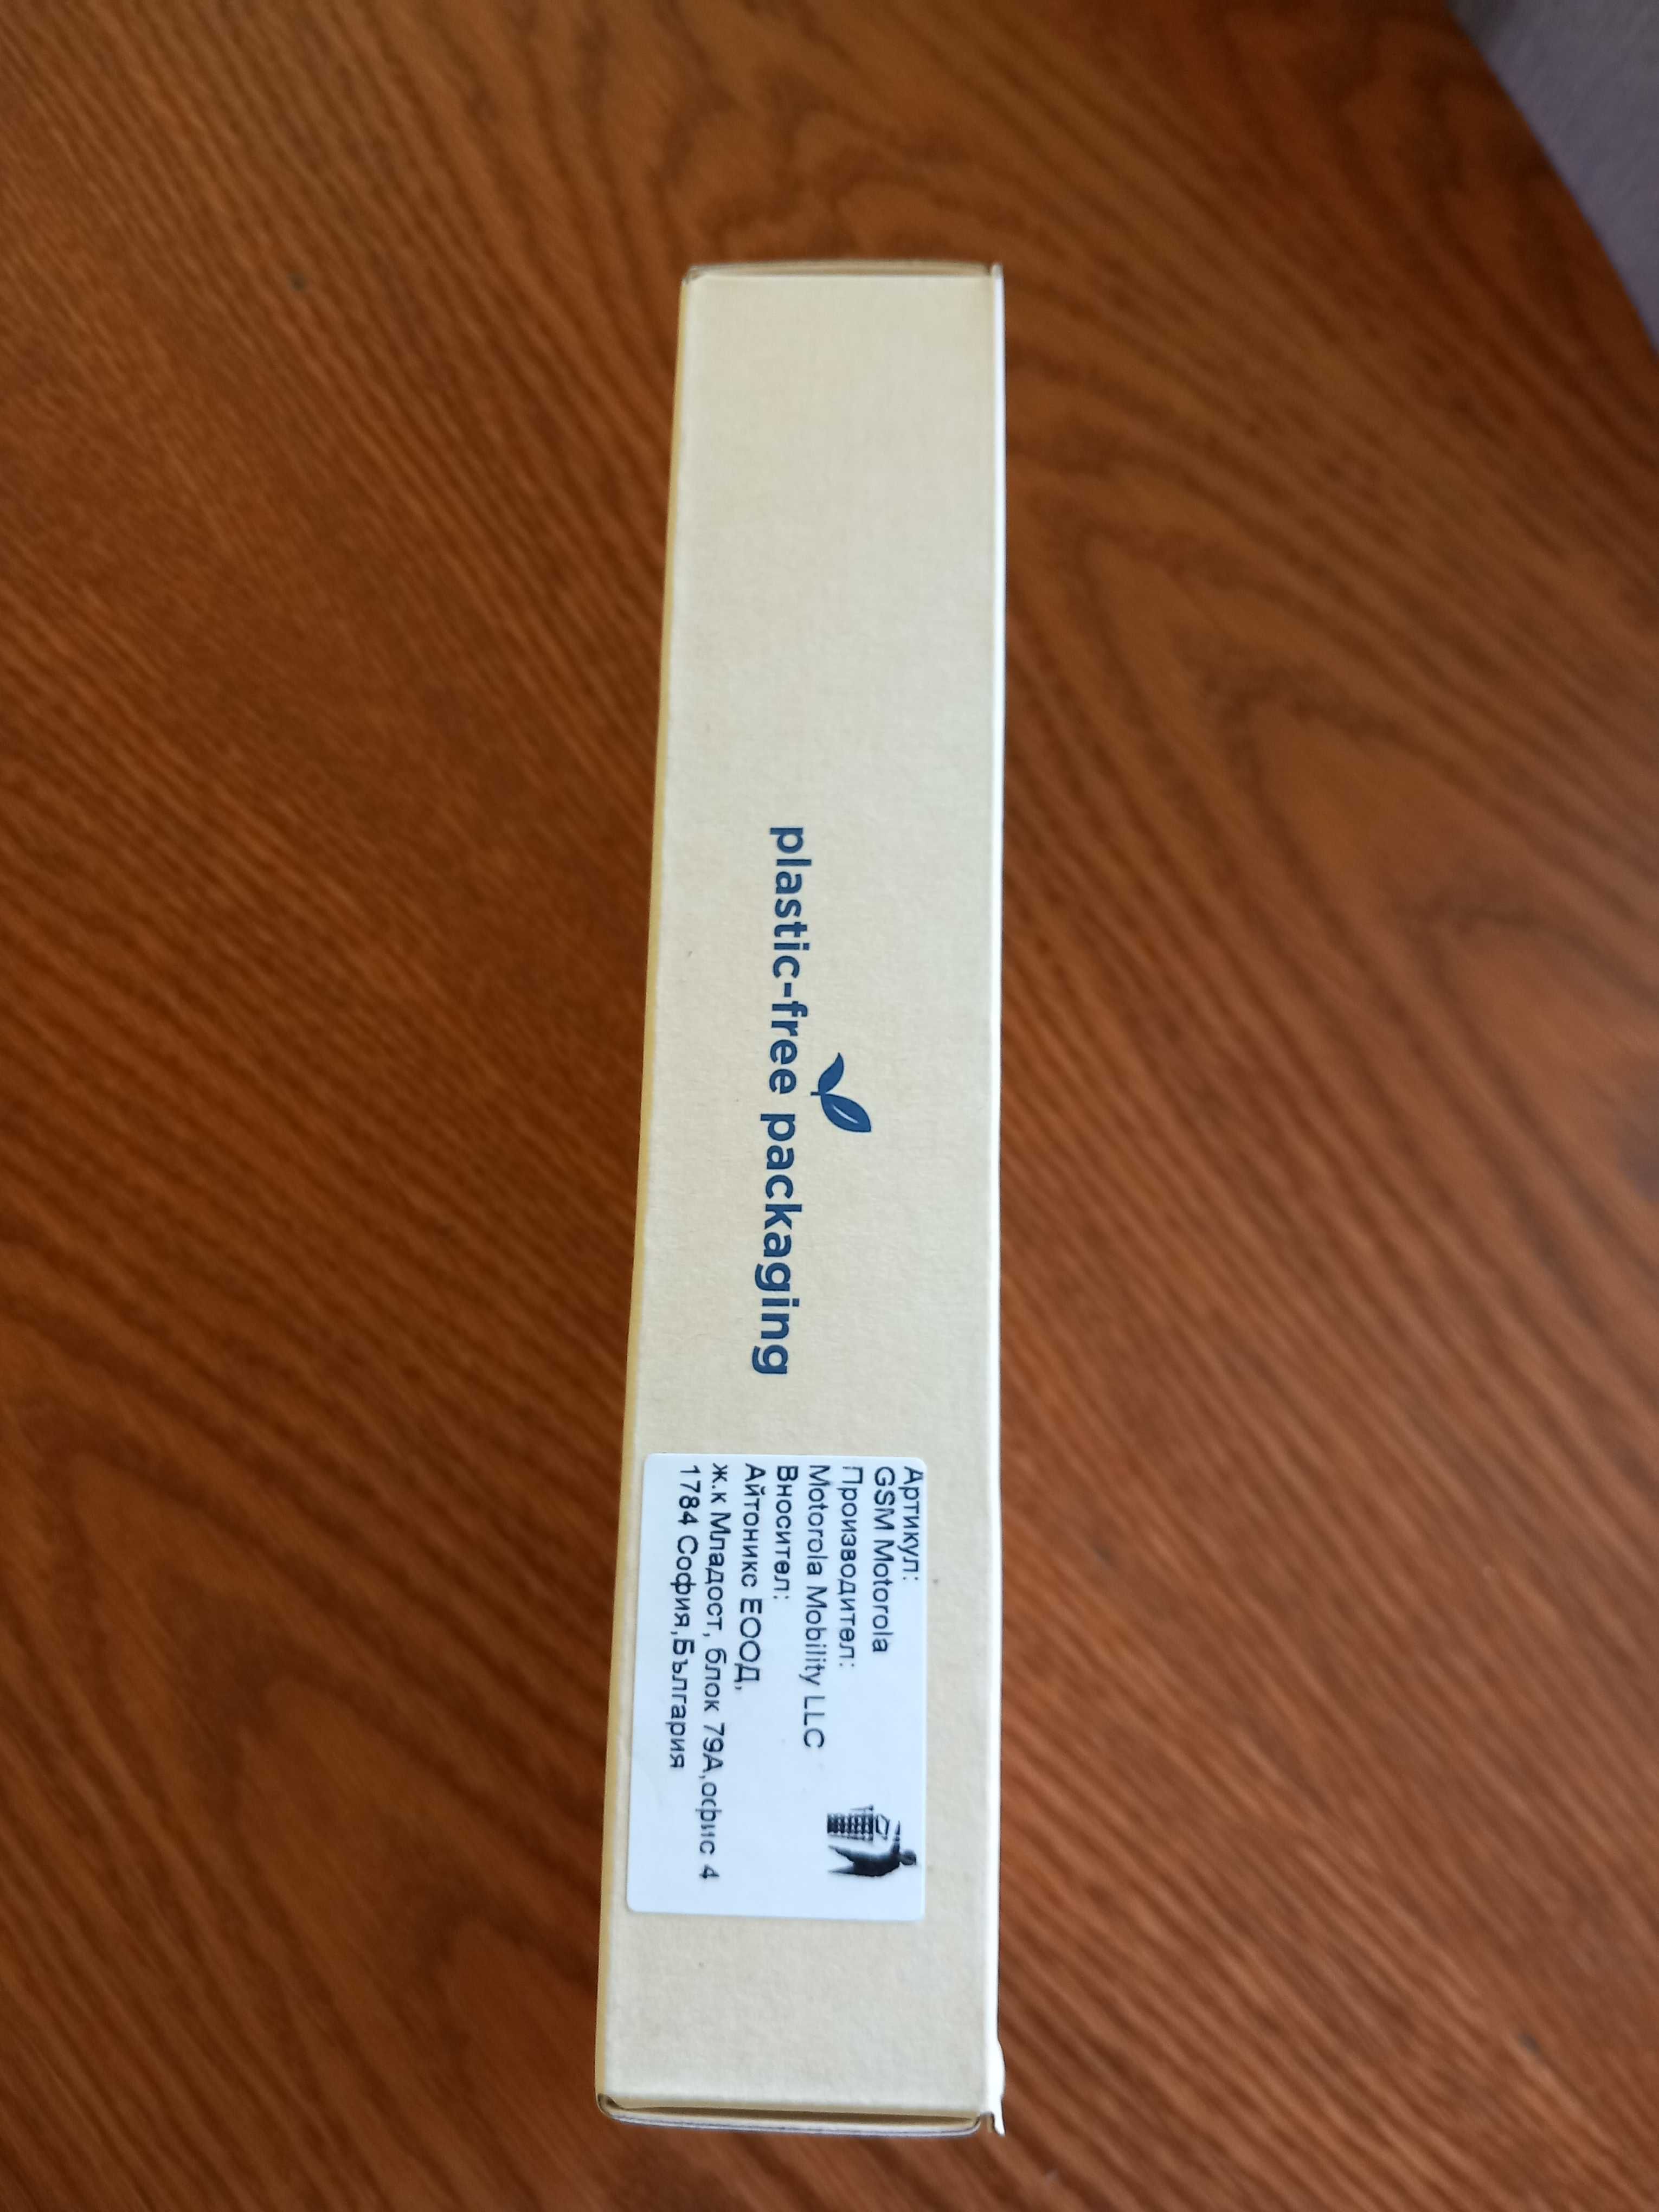 plastic-free packaging
Артикул:
GSM Motorola
Производител:
Motorola Mobility LLC
Вносител:
Айтоникс ЕООД,
ж.к Младост, блок 79А,офис 4
1784 София,България